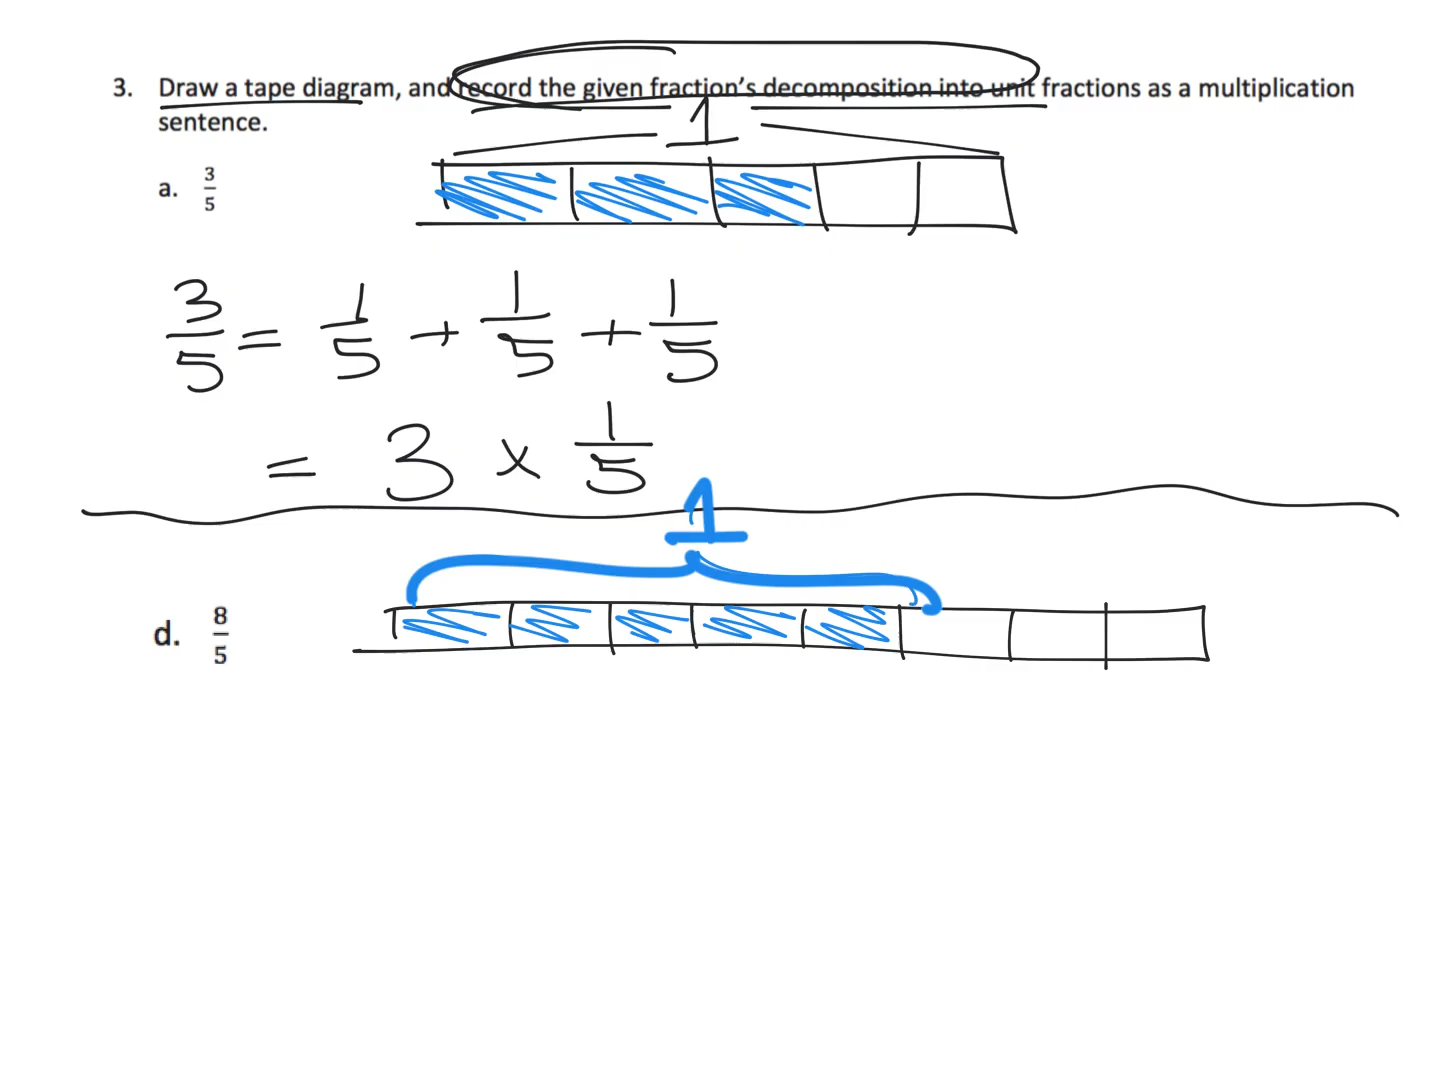 3. Draw a tape diagram, and record the given fraction's decomposition into unit fractions as a multiplication
sentence.
1
a. 3/5
3/5 = 1/5 + 1/5 + 1/5
= 3 × 1/5
1
d. 8/5